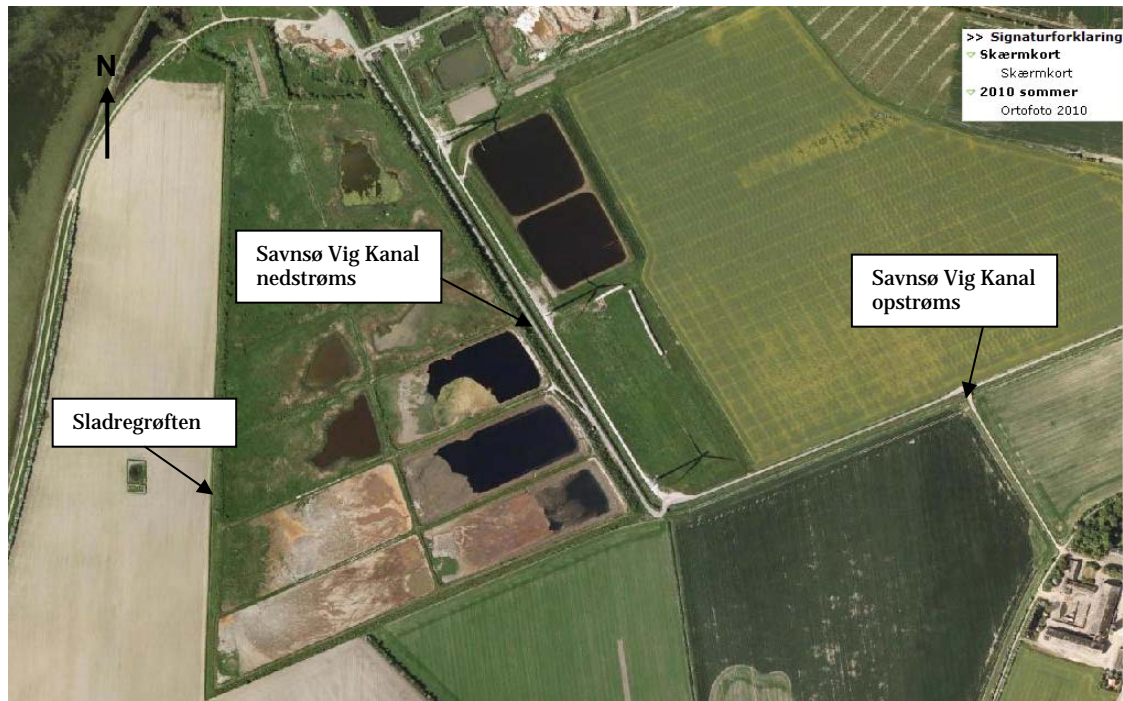 N
>> Signaturforklaring
Skærmkort
Skærmkort
2010 sommer
Ortofoto 2010
Savnsø Vig Kanal
nedstrøms
Savnsø Vig Kanal
opstrøms
Sladregrøften